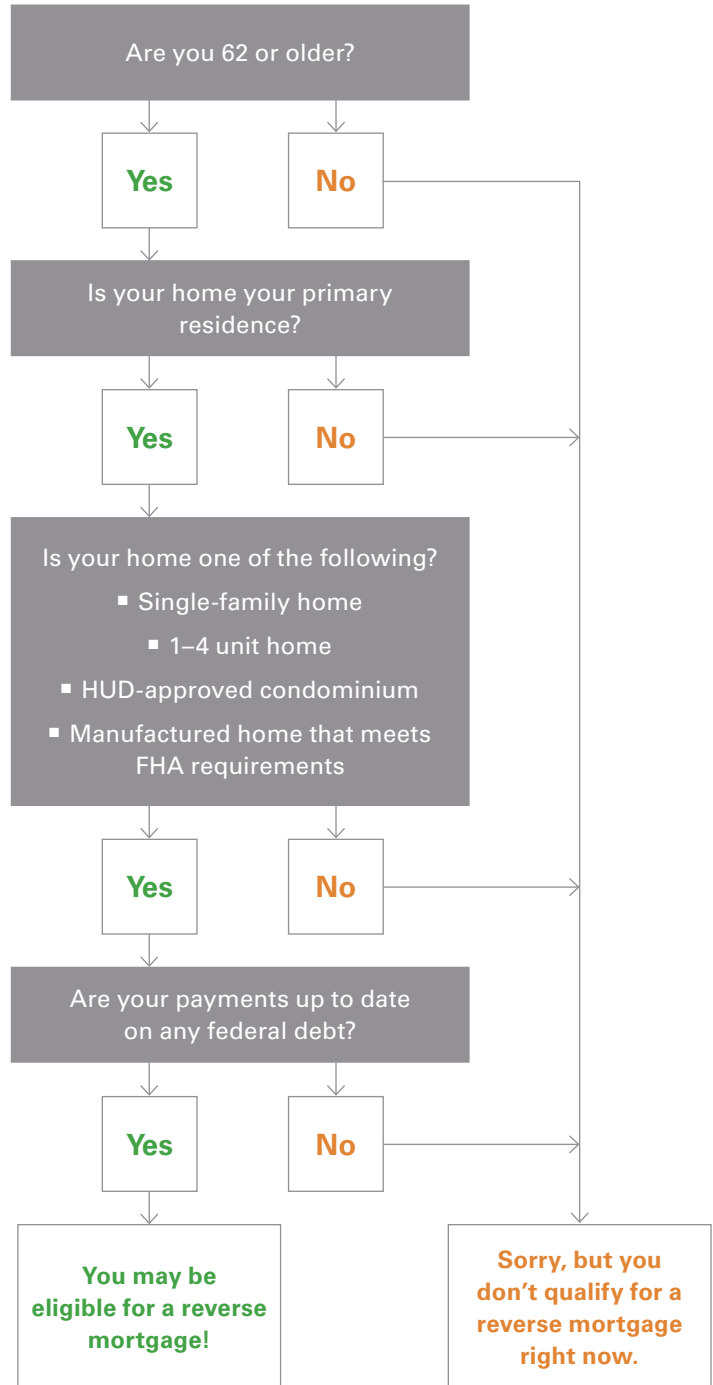 Are you 62 or older?
Yes
No
Is your home your primary
residence?
Yes
No
Is your home one of the following?
▪ Single-family home
▪ 1–4 unit home
▪ HUD-approved condominium
▪ Manufactured home that meets
FHA requirements
Yes
No
Are your payments up to date
on any federal debt?
Yes
No
You may be
eligible for a reverse
mortgage!
Sorry, but you
don’t qualify for a
reverse mortgage
right now.